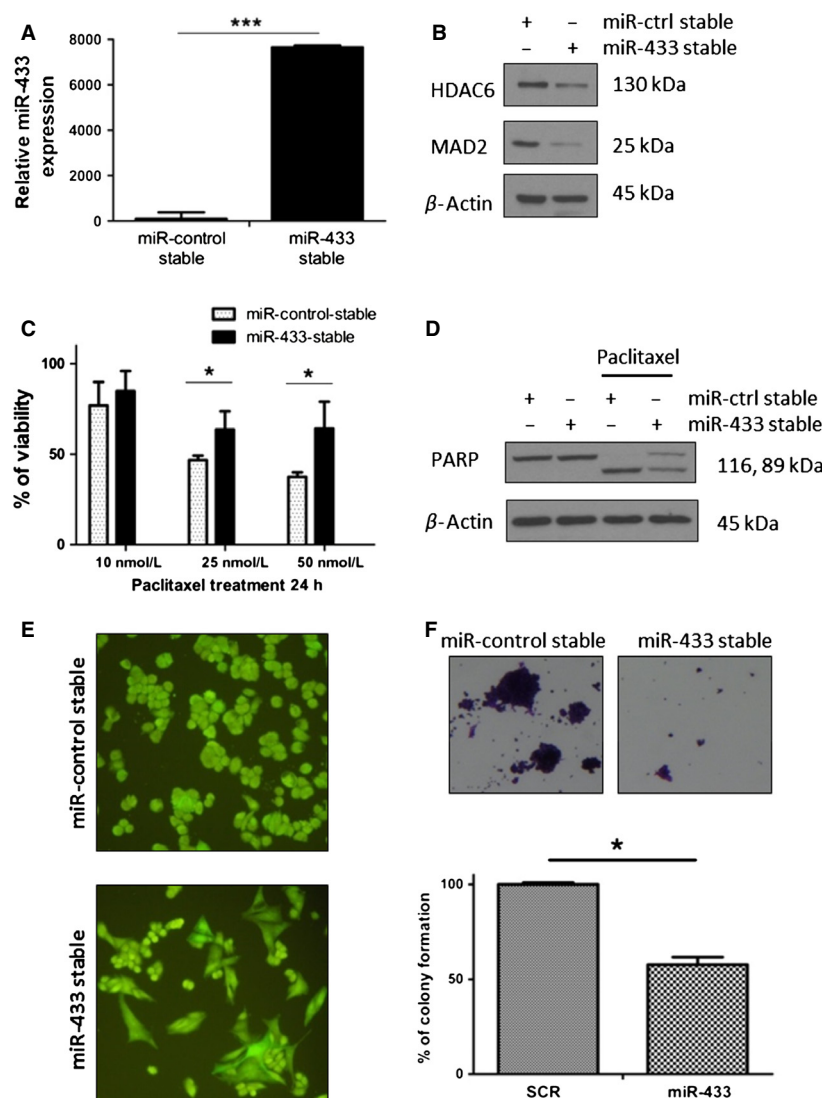 A
***
Relative miR-433
expression
8000
6000
4000
2000
0
miR-control
stable
miR-433
stable
B
+ – miR-ctrl stable
– + miR-433 stable
HDAC6 130 kDa
MAD2 25 kDa
β-Actin 45 kDa
C
miR-control-stable
miR-433-stable
% of viability
100
50
0
* *
10 nmol/L 25 nmol/L 50 nmol/L
Paclitaxel treatment 24 h
D
Paclitaxel
+ – + – miR-ctrl stable
– + – + miR-433 stable
PARP 116, 89 kDa
β-Actin 45 kDa
E
miR-control stable
miR-433 stable
F
miR-control stable miR-433 stable
*
% of colony formation
100
50
0
SCR miR-433